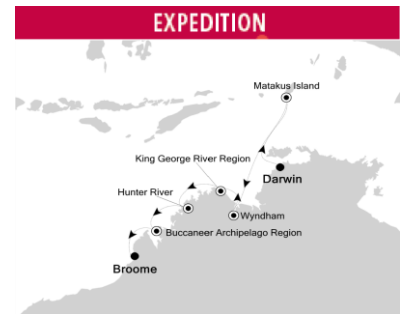 EXPEDITION
Matakus Island
King George River Region
Darwin
Hunter River
Wyndham
Buccaneer Archipelago Region
Broome